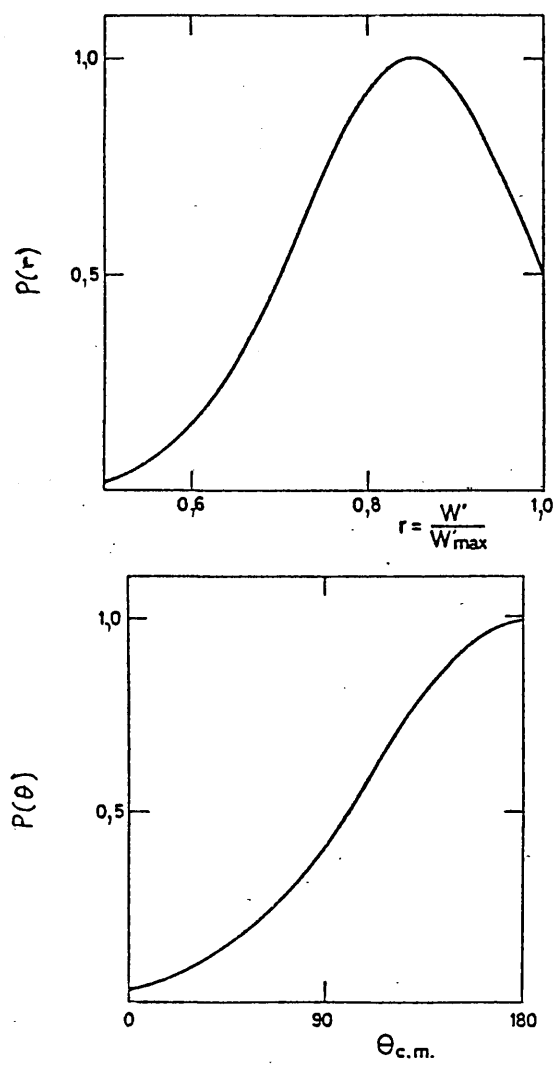 1,0
P(r)
0,5
0,6
0,8
1,0
r = W'/W'max
1,0
P(θ)
0,5
0
90
180
Θc.m.